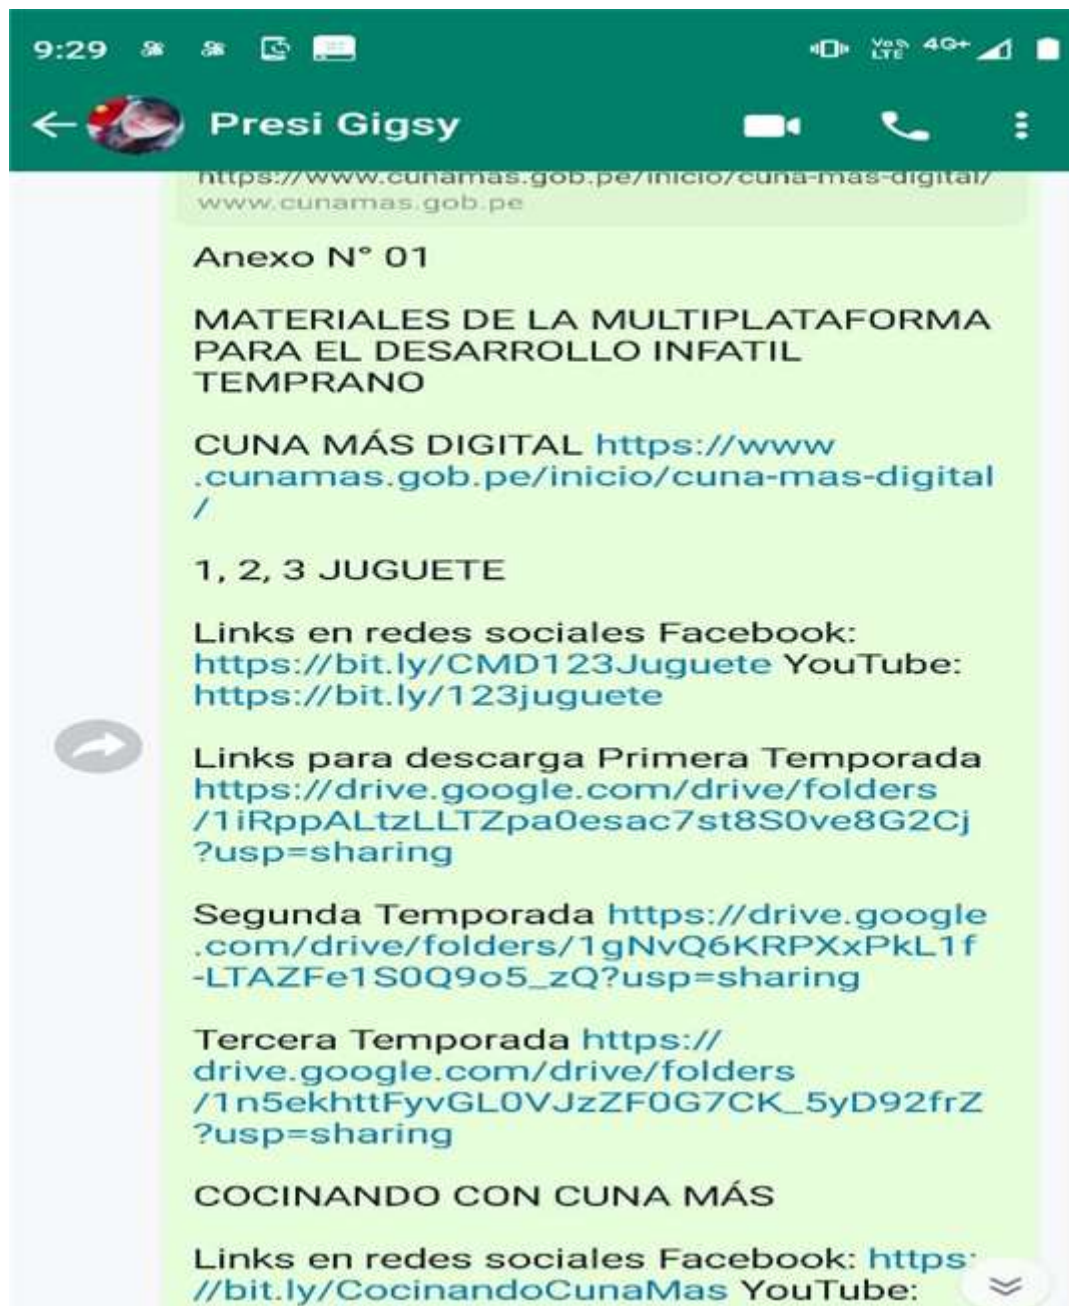 9:29
Vo)) LTE 4G+
Presi Gigsy
https://www.cunamas.gob.pe/inicio/cuna-mas-digital/
www.cunamas.gob.pe
Anexo N° 01
MATERIALES DE LA MULTIPLATAFORMA
PARA EL DESARROLLO INFATIL
TEMPRANO
CUNA MÁS DIGITAL https://www
.cunamas.gob.pe/inicio/cuna-mas-digital
/
1, 2, 3 JUGUETE
Links en redes sociales Facebook:
https://bit.ly/CMD123Juguete YouTube:
https://bit.ly/123juguete
Links para descarga Primera Temporada
https://drive.google.com/drive/folders
/1iRppALtzLLTZpa0esac7st8S0ve8G2Cj
?usp=sharing
Segunda Temporada https://drive.google
.com/drive/folders/1gNvQ6KRPXxPkL1f
-LTAZFe1S0Q9o5_zQ?usp=sharing
Tercera Temporada https://
drive.google.com/drive/folders
/1n5ekhttFyvGL0VJzZF0G7CK_5yD92frZ
?usp=sharing
COCINANDO CON CUNA MÁS
Links en redes sociales Facebook: https:
//bit.ly/CocinandoCunaMas YouTube: